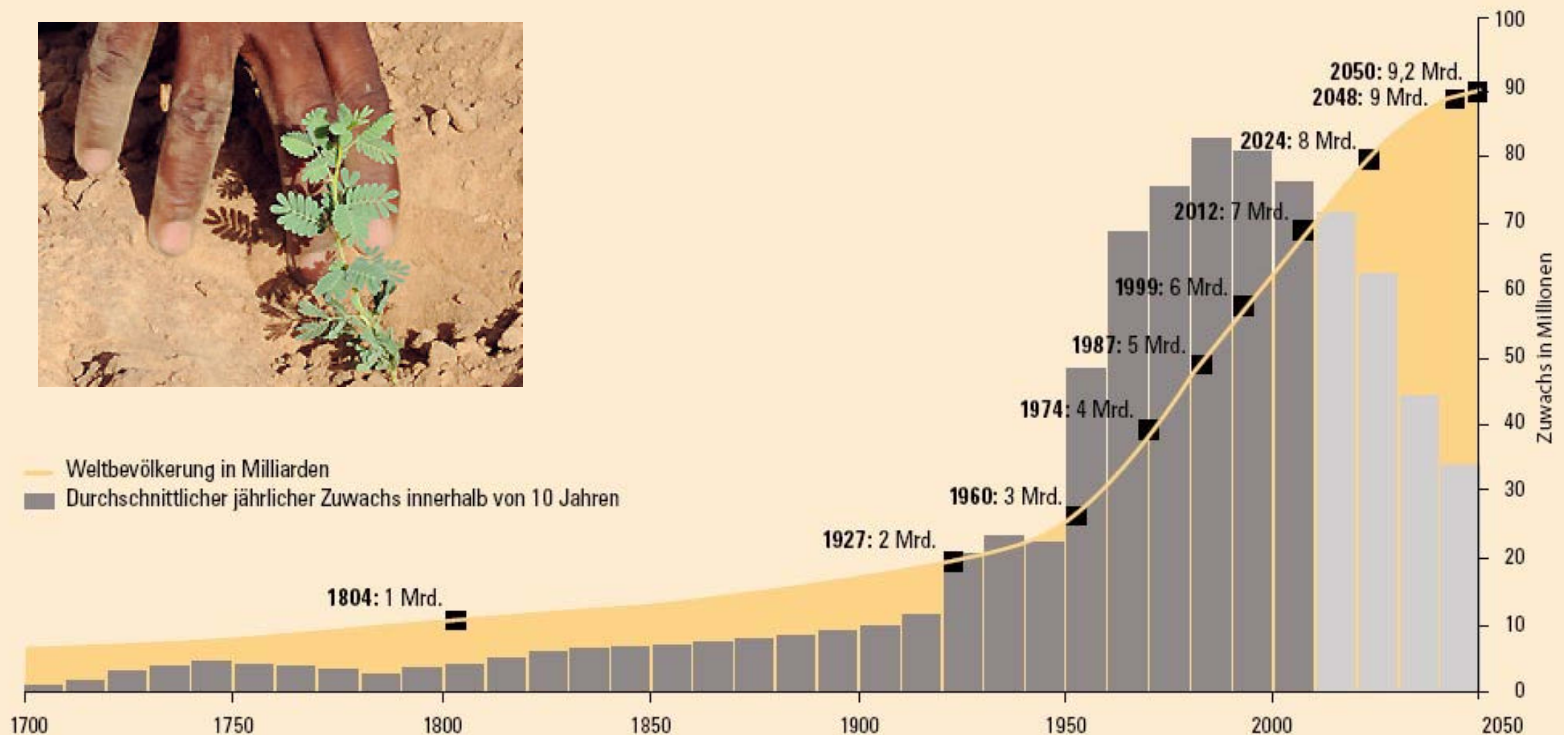 100
2050: 9,2 Mrd.
90
2048: 9 Mrd.
2024: 8 Mrd.
80
2012: 7 Mrd.
70
1999: 6 Mrd.
60
1987: 5 Mrd.
50
1974: 4 Mrd.
40
Zuwachs in Millionen
Weltbevölkerung in Milliarden
Durchschnittlicher jährlicher Zuwachs innerhalb von 10 Jahren
1960: 3 Mrd.
30
1927: 2 Mrd.
20
1804: 1 Mrd.
10
0
1700 1750 1800 1850 1900 1950 2000 2050